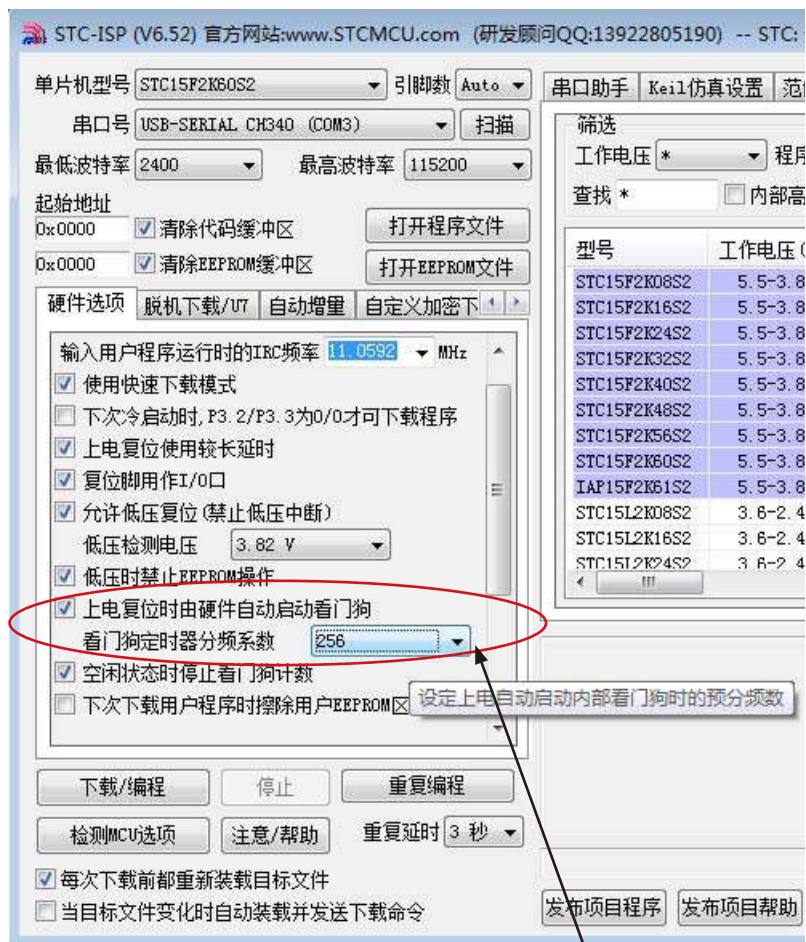 STC-ISP (V6.52) 官方网站:www.STCMCU.com (研发顾问QQ:13922805190) -- STC:
单片机型号 STC15F2K60S2 引脚数 Auto
串口号 USB-SERIAL CH340 (COM3) 扫描
最低波特率 2400 最高波特率 115200
起始地址
0x0000 清除代码缓冲区 打开程序文件
0x0000 清除EEPROM缓冲区 打开EEPROM文件
硬件选项 脱机下载/U7 自动增量 自定义加密下
输入用户程序运行时的IRC频率 11.0592 MHz
使用快速下载模式
下次冷启动时,P3.2/P3.3为0/0才可下载程序
上电复位使用较长延时
复位脚用作I/O口
允许低压复位(禁止低压中断)
低压检测电压 3.82 V
低压时禁止EEPROM操作
上电复位时由硬件自动启动看门狗
看门狗定时器分频系数 256
空闲状态时停止看门狗计数
下次下载用户程序时擦除用户EEPROM区
设定上电自动启动内部看门狗时的预分频数
下载/编程 停止 重复编程
检测MCU选项 注意/帮助 重复延时 3 秒
每次下载前都重新装载目标文件
当目标文件变化时自动装载并发送下载命令
串口助手 Keil仿真设置 范
筛选
工作电压 * 程序
查找 * 内部高
型号 工作电压(
STC15F2K08S2 5.5-3.8
STC15F2K16S2 5.5-3.8
STC15F2K24S2 5.5-3.8
STC15F2K32S2 5.5-3.8
STC15F2K40S2 5.5-3.8
STC15F2K48S2 5.5-3.8
STC15F2K56S2 5.5-3.8
STC15F2K60S2 5.5-3.8
IAP15F2K61S2 5.5-3.8
STC15L2K08S2 3.6-2.4
STC15L2K16S2 3.6-2.4
STC15L2K24S2 3.6-2.4
发布项目程序 发布项目帮助